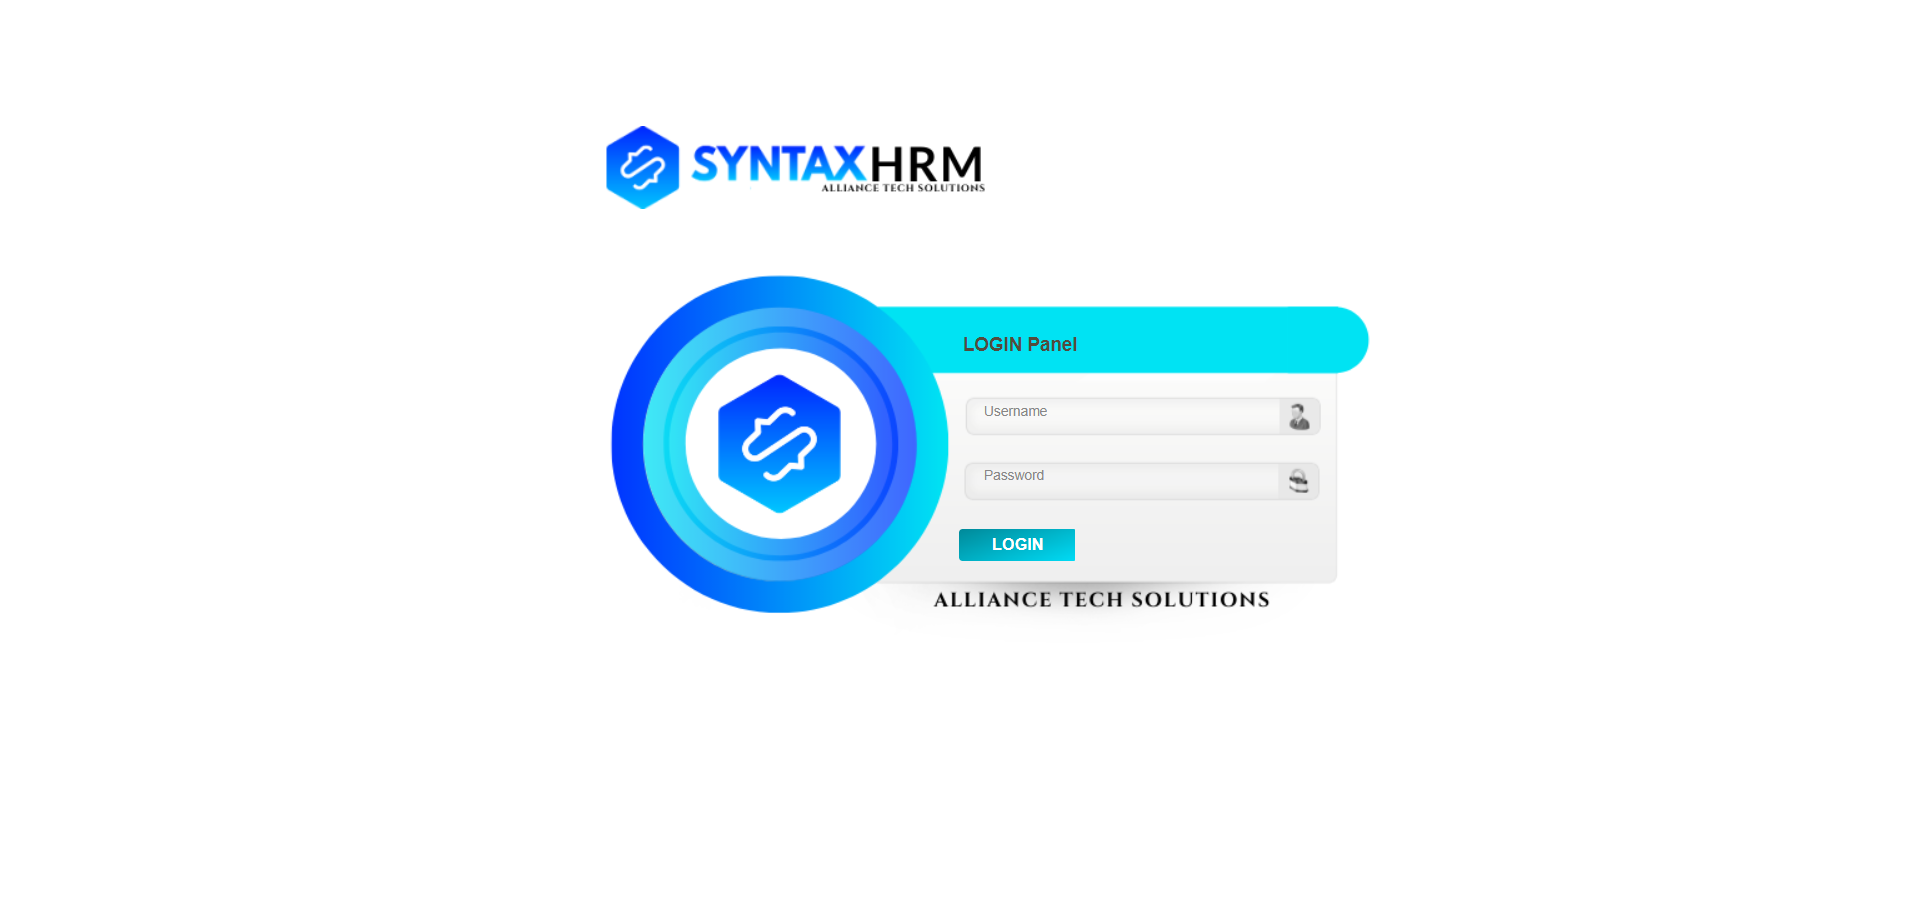 SYNTAXHRM
ALLIANCE TECH SOLUTIONS
LOGIN Panel
Username
Password
LOGIN
ALLIANCE TECH SOLUTIONS